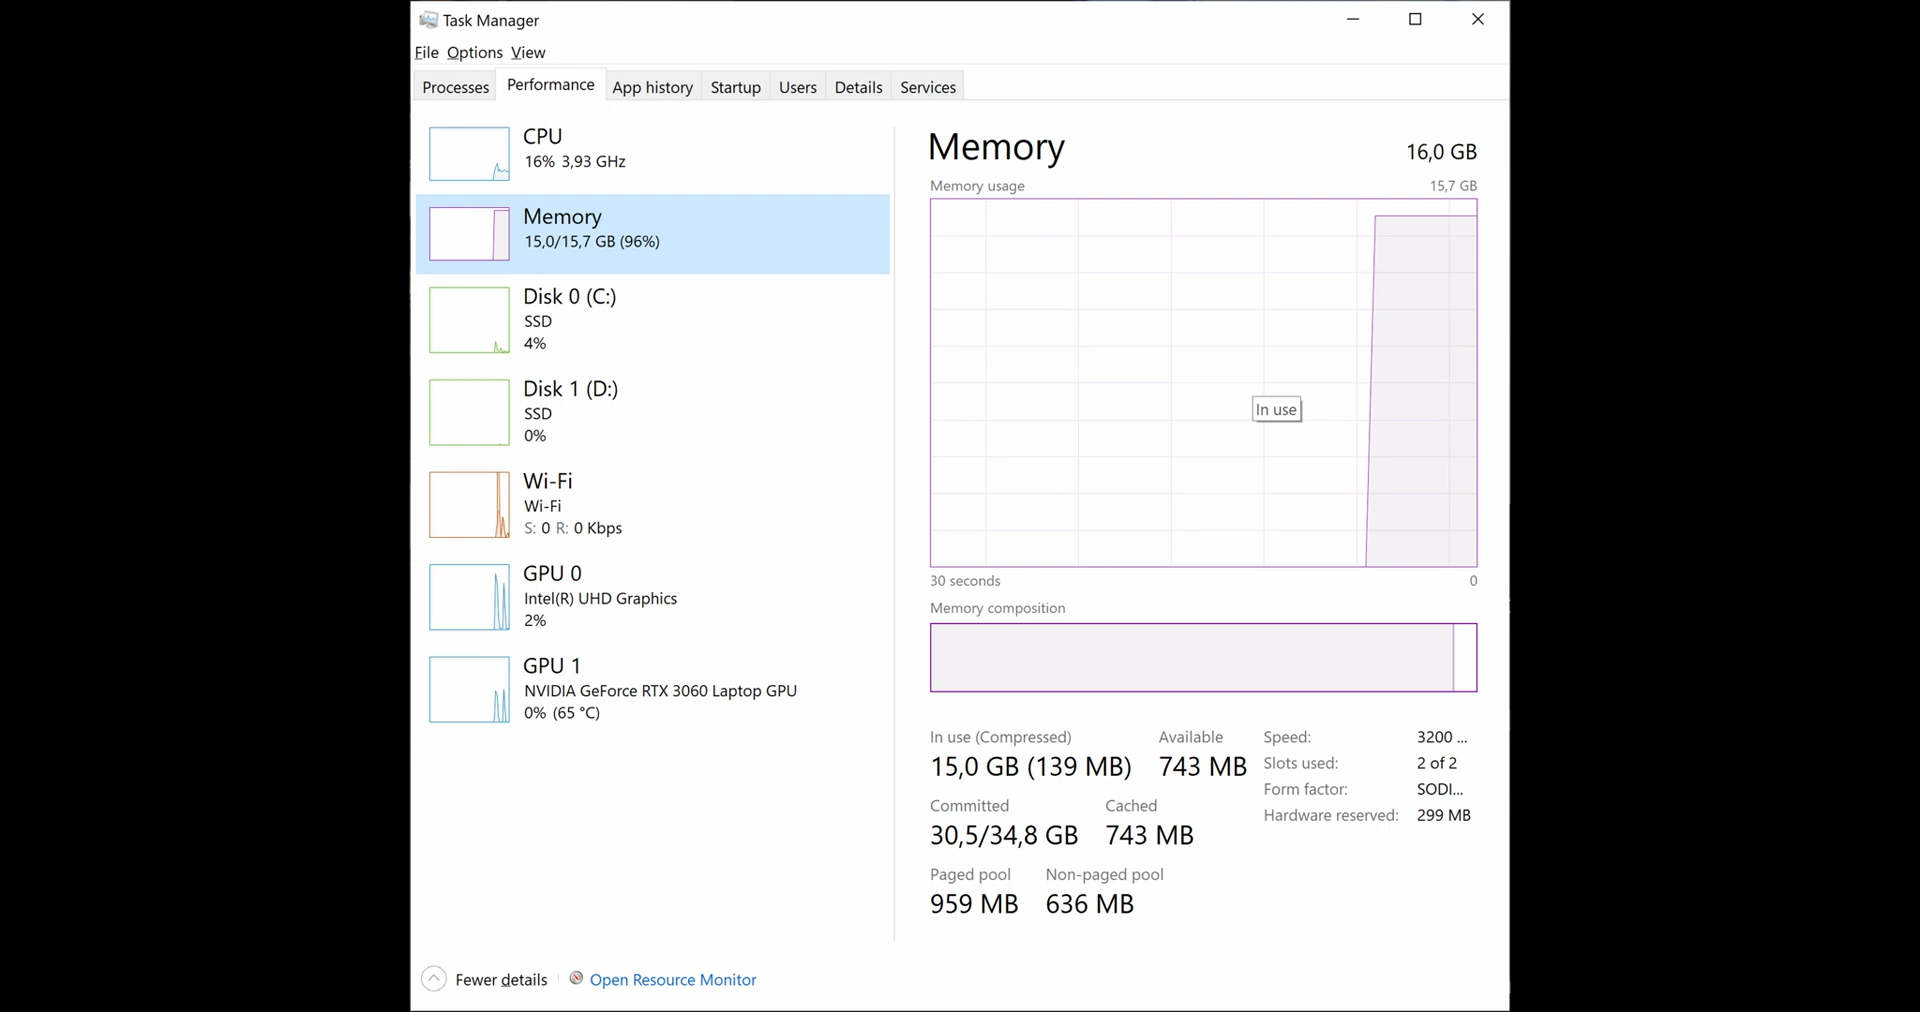 Task Manager
File Options View
Processes Performance App history Startup Users Details Services
CPU
16% 3,93 GHz
Memory
15,0/15,7 GB (96%)
Disk 0 (C:)
SSD
4%
Disk 1 (D:)
SSD
0%
Wi-Fi
Wi-Fi
S: 0 R: 0 Kbps
GPU 0
Intel(R) UHD Graphics
2%
GPU 1
NVIDIA GeForce RTX 3060 Laptop GPU
0% (65 °C)
Memory 16,0 GB
Memory usage 15,7 GB
In use
30 seconds 0
Memory composition
In use (Compressed) Available
15,0 GB (139 MB) 743 MB
Committed Cached
30,5/34,8 GB 743 MB
Paged pool Non-paged pool
959 MB 636 MB
Speed: 3200 ...
Slots used: 2 of 2
Form factor: SODI...
Hardware reserved: 299 MB
Fewer details Open Resource Monitor